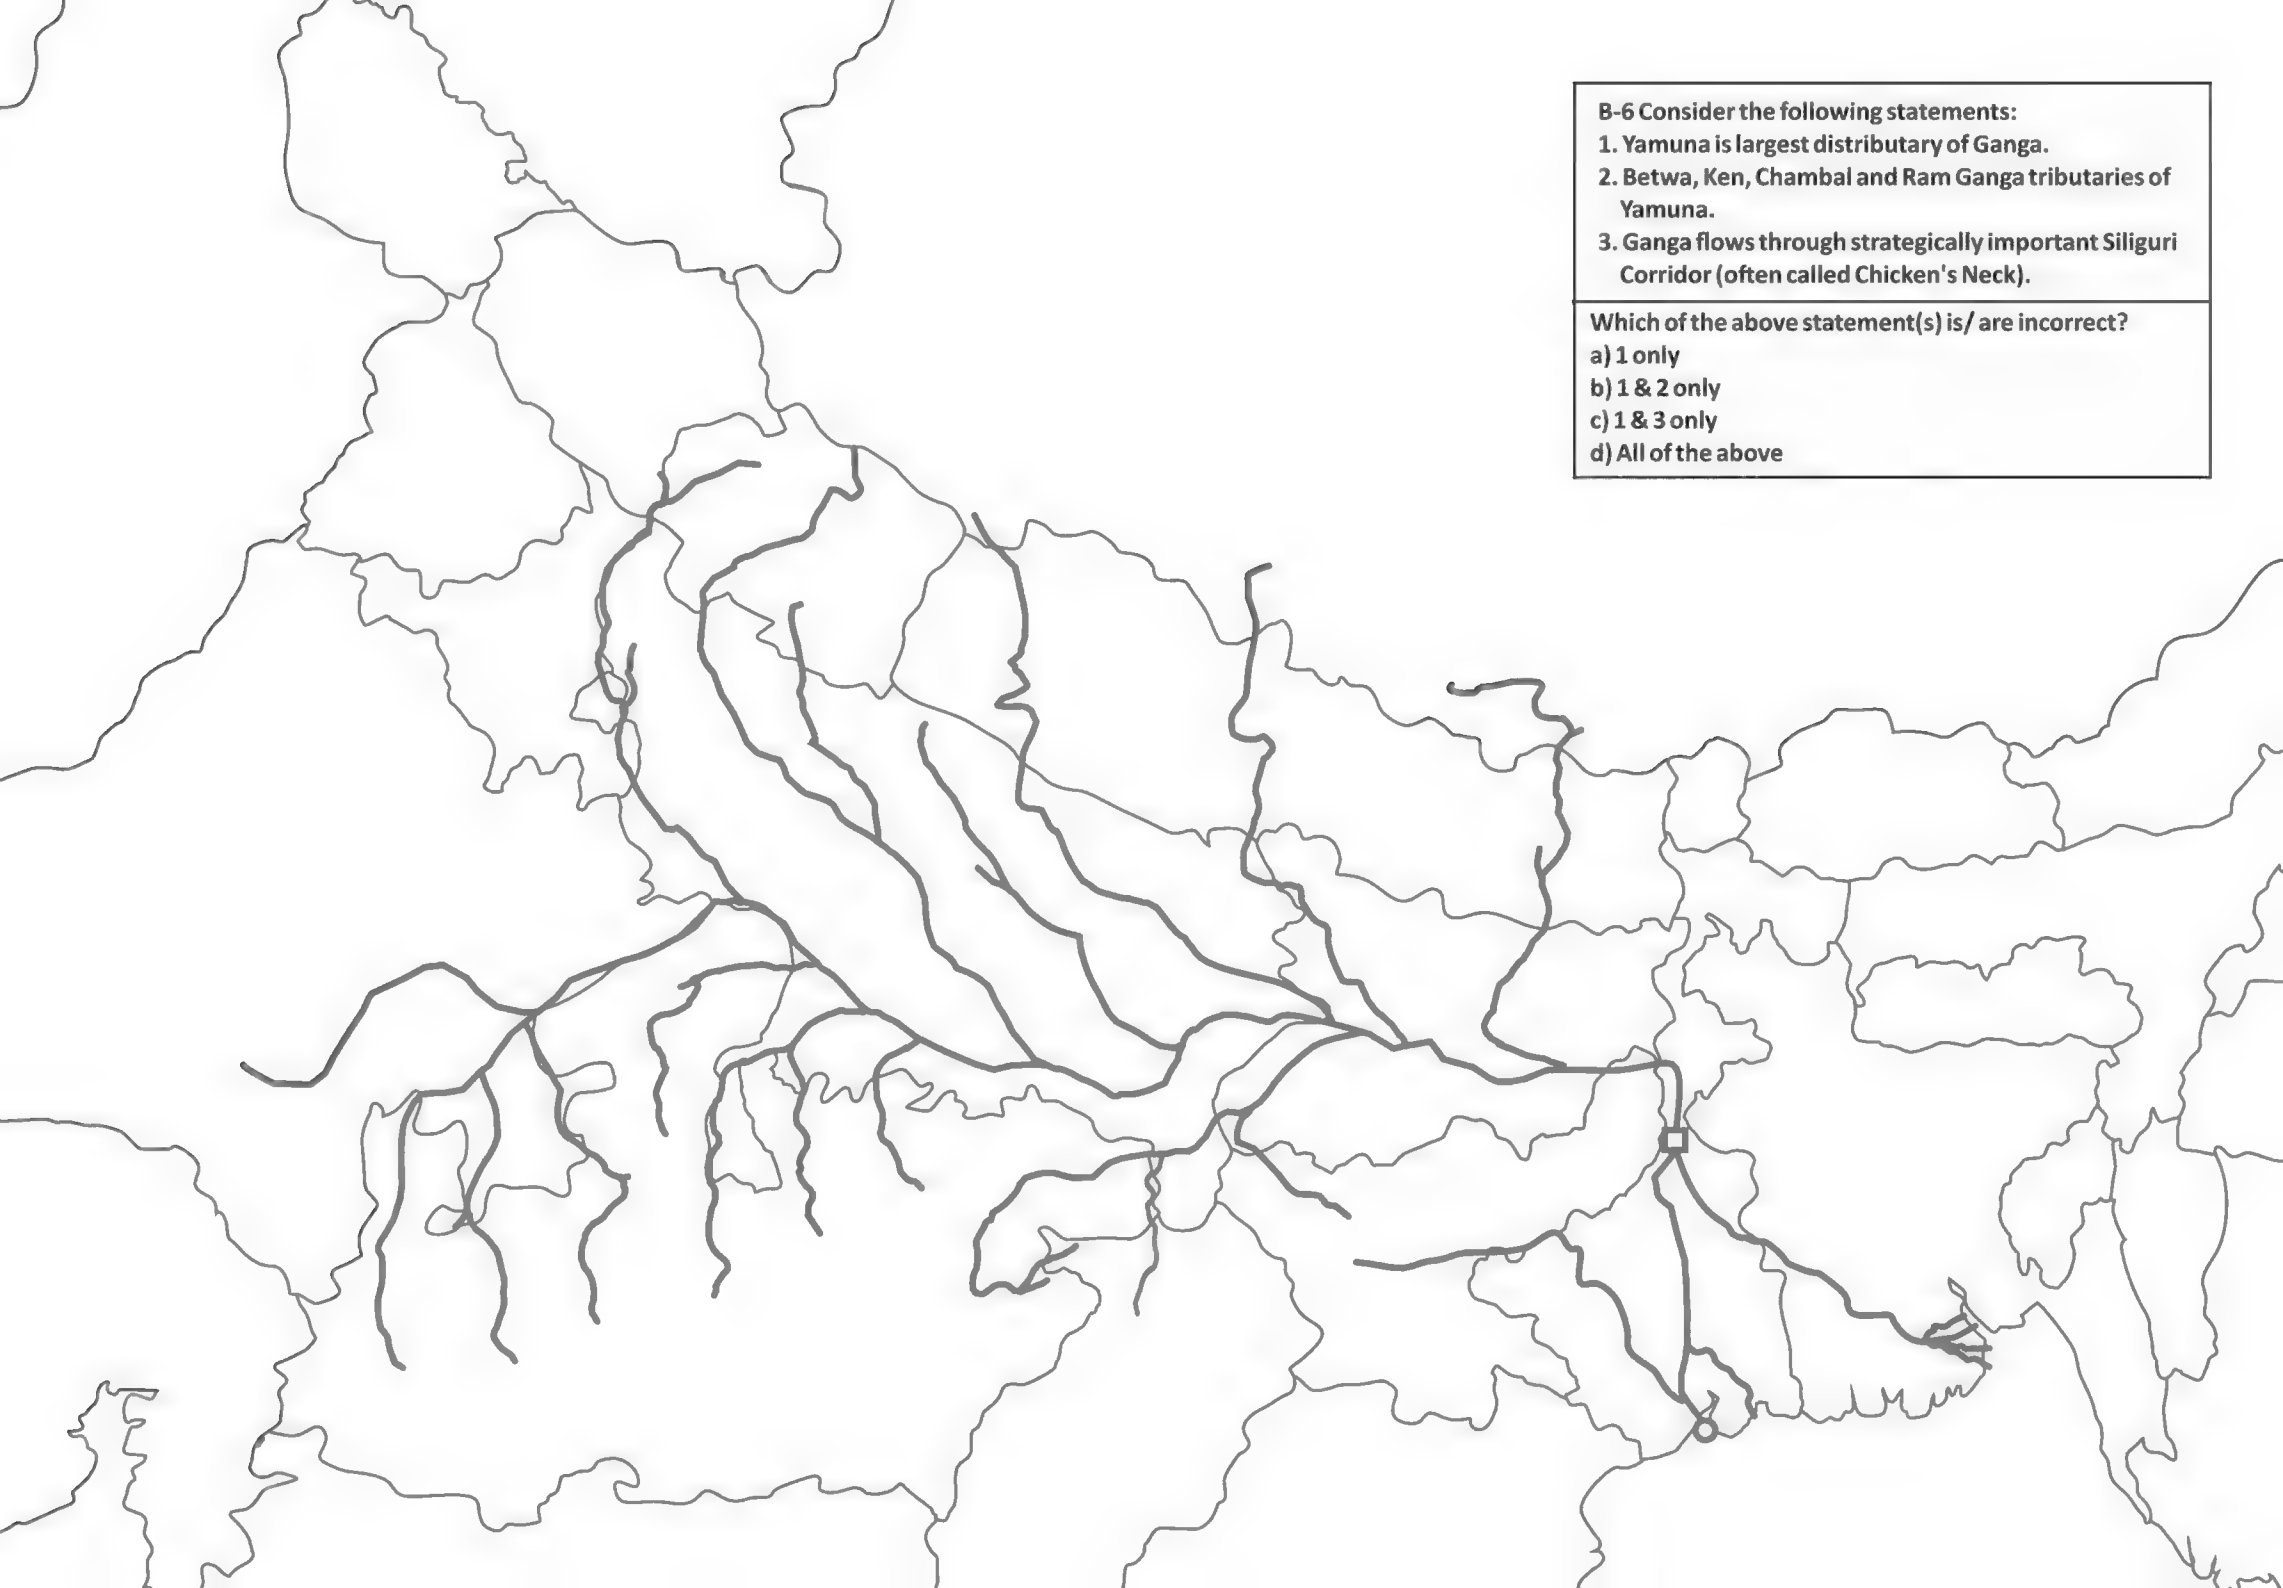 B-6 Consider the following statements:
1. Yamuna is largest distributary of Ganga.
2. Betwa, Ken, Chambal and Ram Ganga tributaries of
Yamuna.
3. Ganga flows through strategically important Siliguri
Corridor (often called Chicken's Neck).
Which of the above statement(s) is/ are incorrect?
a) 1 only
b) 1 & 2 only
c) 1 & 3 only
d) All of the above